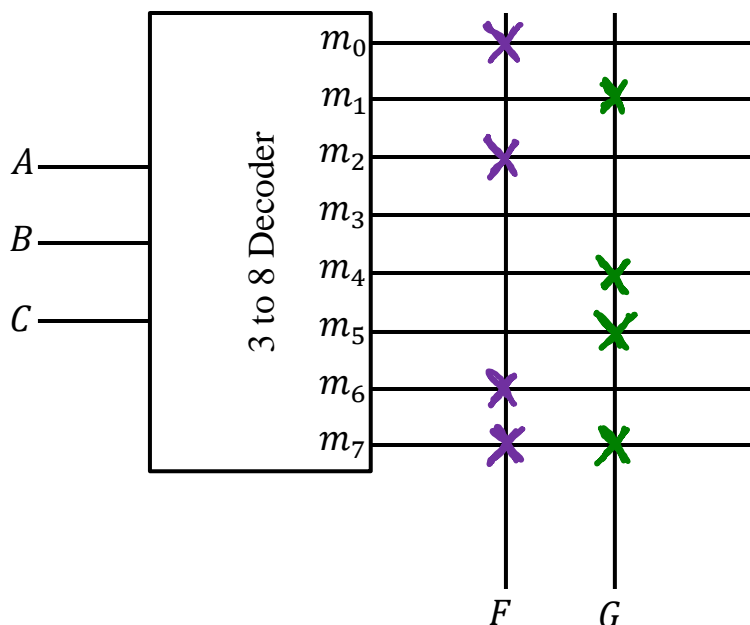 m₀
m₁
m₂
m₃
m₄
m₅
m₆
m₇
A
B
C
3 to 8 Decoder
F G